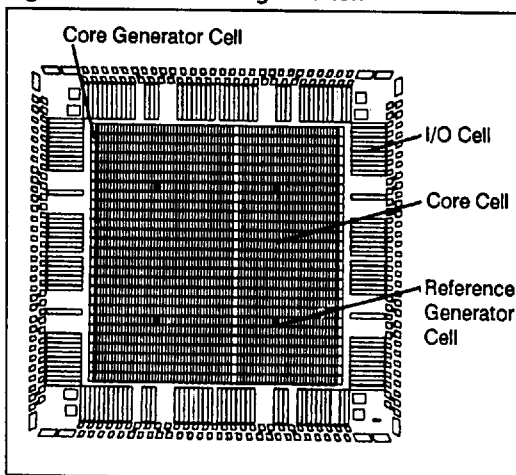 Core Generator Cell
I/O Cell
Core Cell
Reference
Generator
Cell